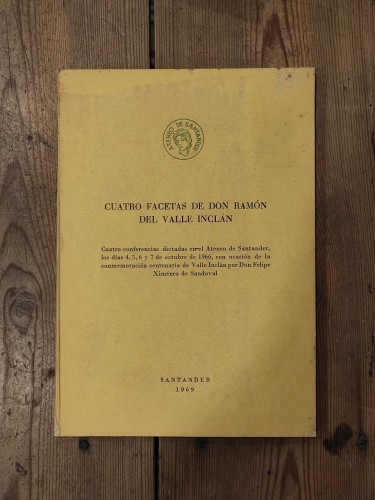 ATENEO DE SANTANDER
CUATRO FACETAS DE DON RAMÓN
DEL VALLE INCLÁN
Cuatro conferencias dictadas en el Ateneo de Santander,
los días 4, 5, 6 y 7 de octubre de 1966, con ocasión de la
conmemoración centenaria de Valle Inclán por Don Felipe
Ximénez de Sandoval
SANTANDER
1969